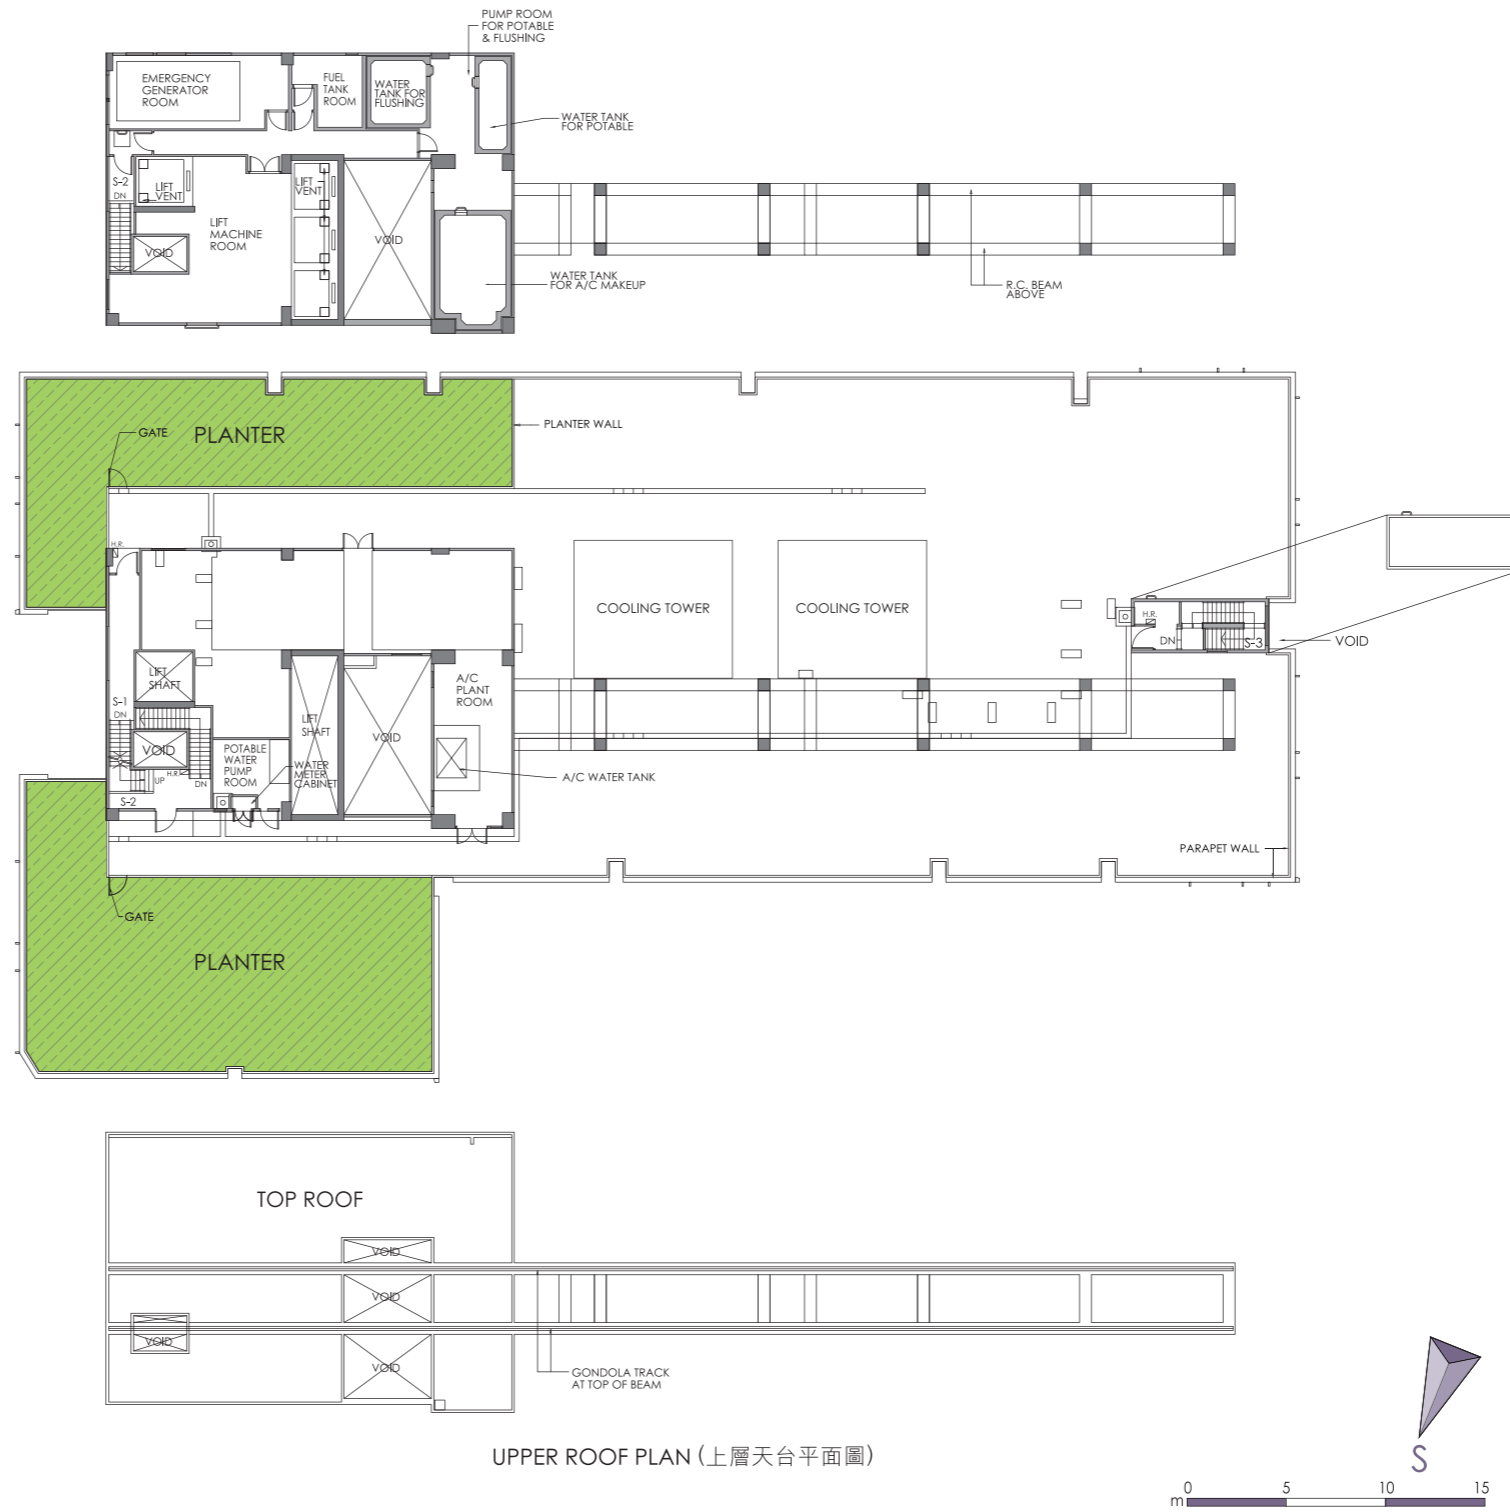 PUMP ROOM
FOR POTABLE
& FLUSHING
EMERGENCY
GENERATOR
ROOM
FUEL
TANK
ROOM
WATER
TANK FOR
FLUSHING
WATER TANK
FOR POTABLE
S-2
DN
LIFT
VENT
LIFT
VENT
LIFT
MACHINE
ROOM
VOID
VOID
WATER TANK
FOR A/C MAKEUP
R.C. BEAM
ABOVE
GATE
PLANTER
PLANTER WALL
H.R.
COOLING TOWER
COOLING TOWER
H.R.
DN
S-3
VOID
LIFT
SHAFT
A/C
PLANT
ROOM
S-1
DN
LIFT
SHAFT
VOID
VOID
POTABLE
WATER
PUMP
ROOM
WATER
METER
CABINET
H.R.
UP
DN
A/C WATER TANK
S-2
PARAPET WALL
GATE
PLANTER
TOP ROOF
VOID
VOID
VOID
VOID
GONDOLA TRACK
AT TOP OF BEAM
UPPER ROOF PLAN (上層天台平面圖)
S
m 0 5 10 15